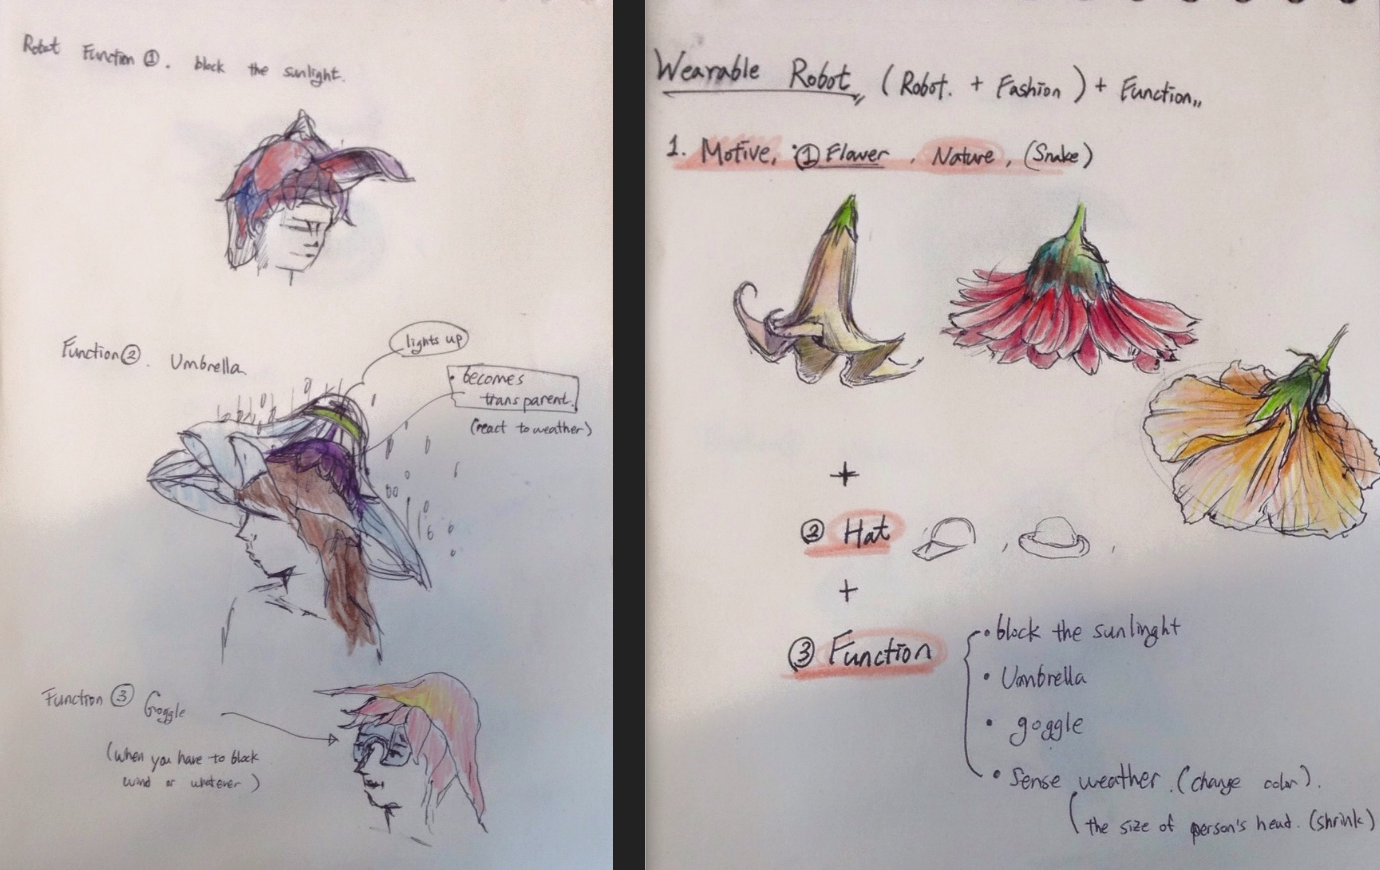 Robot Function ①. block the sunlight.
Function ②. Umbrella
lights up
• becomes
transparent.
(react to weather)
Function ③ Goggle
(When you have to block
wind or whatever)
Wearable Robot (Robot. + Fashion) + Function,,
1. Motive, ① Flower, Nature, (Snake)
+
② Hat , ,
+
③ Function
• block the sunlinght
• Umbrella
• goggle
• Sense weather. (change color).
the size of person's head. (shrink)